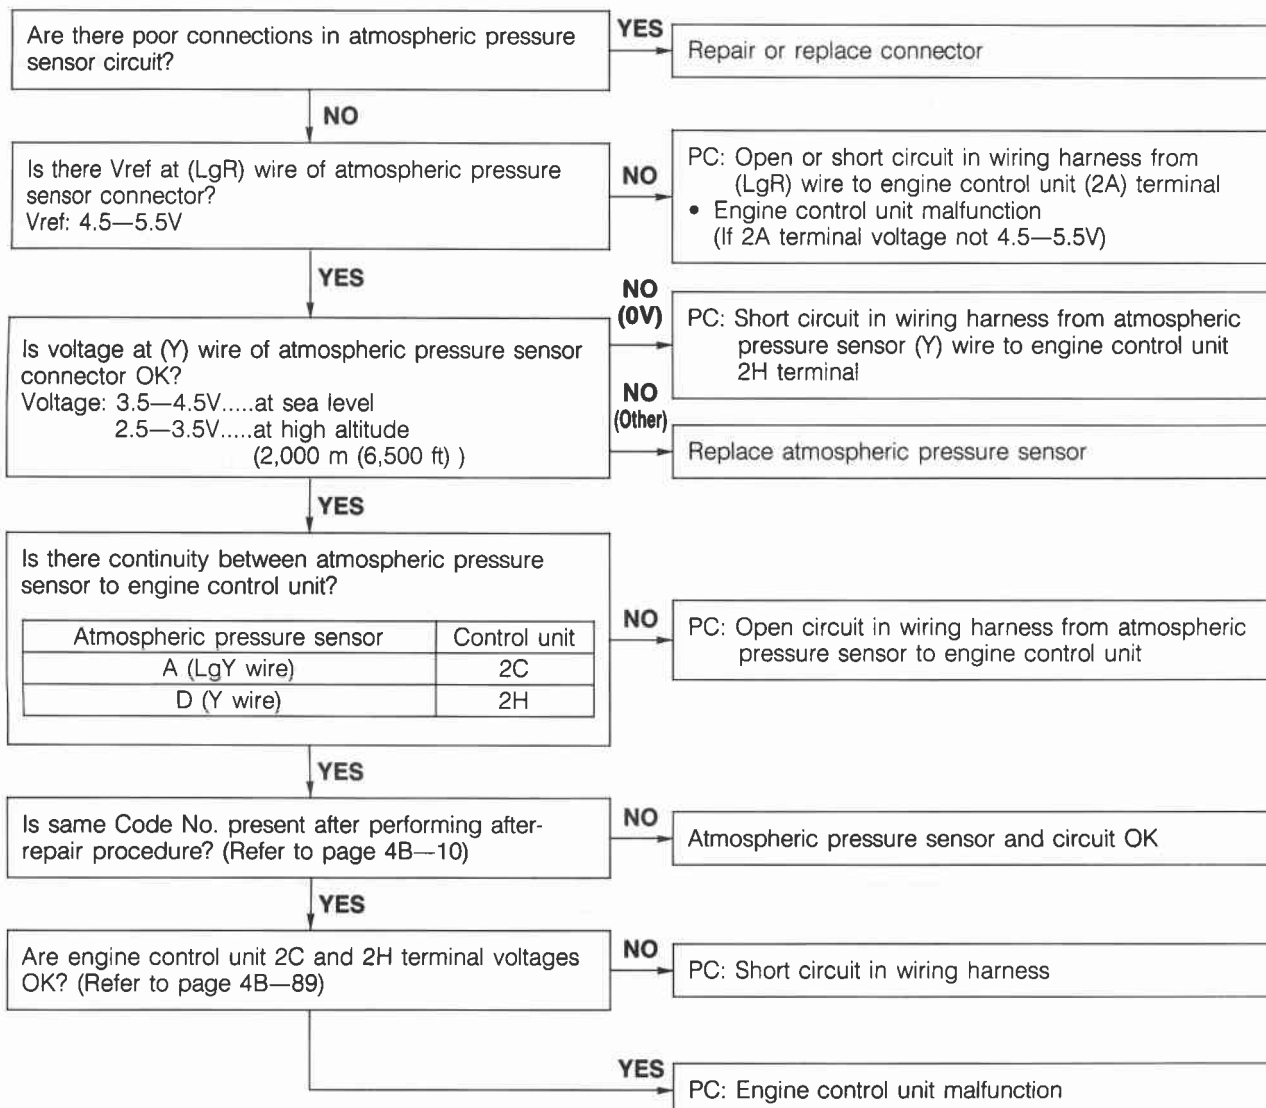 Are there poor connections in atmospheric pressure
sensor circuit?
YES
Repair or replace connector
NO
Is there Vref at (LgR) wire of atmospheric pressure
sensor connector?
Vref: 4.5—5.5V
NO
PC: Open or short circuit in wiring harness from
(LgR) wire to engine control unit (2A) terminal
• Engine control unit malfunction
(If 2A terminal voltage not 4.5—5.5V)
YES
Is voltage at (Y) wire of atmospheric pressure sensor
connector OK?
Voltage: 3.5—4.5V.....at sea level
2.5—3.5V.....at high altitude
(2,000 m (6,500 ft) )
NO
(0V)
PC: Short circuit in wiring harness from atmospheric
pressure sensor (Y) wire to engine control unit
2H terminal
NO
(Other)
Replace atmospheric pressure sensor
YES
Is there continuity between atmospheric pressure
sensor to engine control unit?
Atmospheric pressure sensor Control unit
A (LgY wire) 2C
D (Y wire) 2H
NO
PC: Open circuit in wiring harness from atmospheric
pressure sensor to engine control unit
YES
Is same Code No. present after performing after-
repair procedure? (Refer to page 4B—10)
NO
Atmospheric pressure sensor and circuit OK
YES
Are engine control unit 2C and 2H terminal voltages
OK? (Refer to page 4B—89)
NO
PC: Short circuit in wiring harness
YES
PC: Engine control unit malfunction